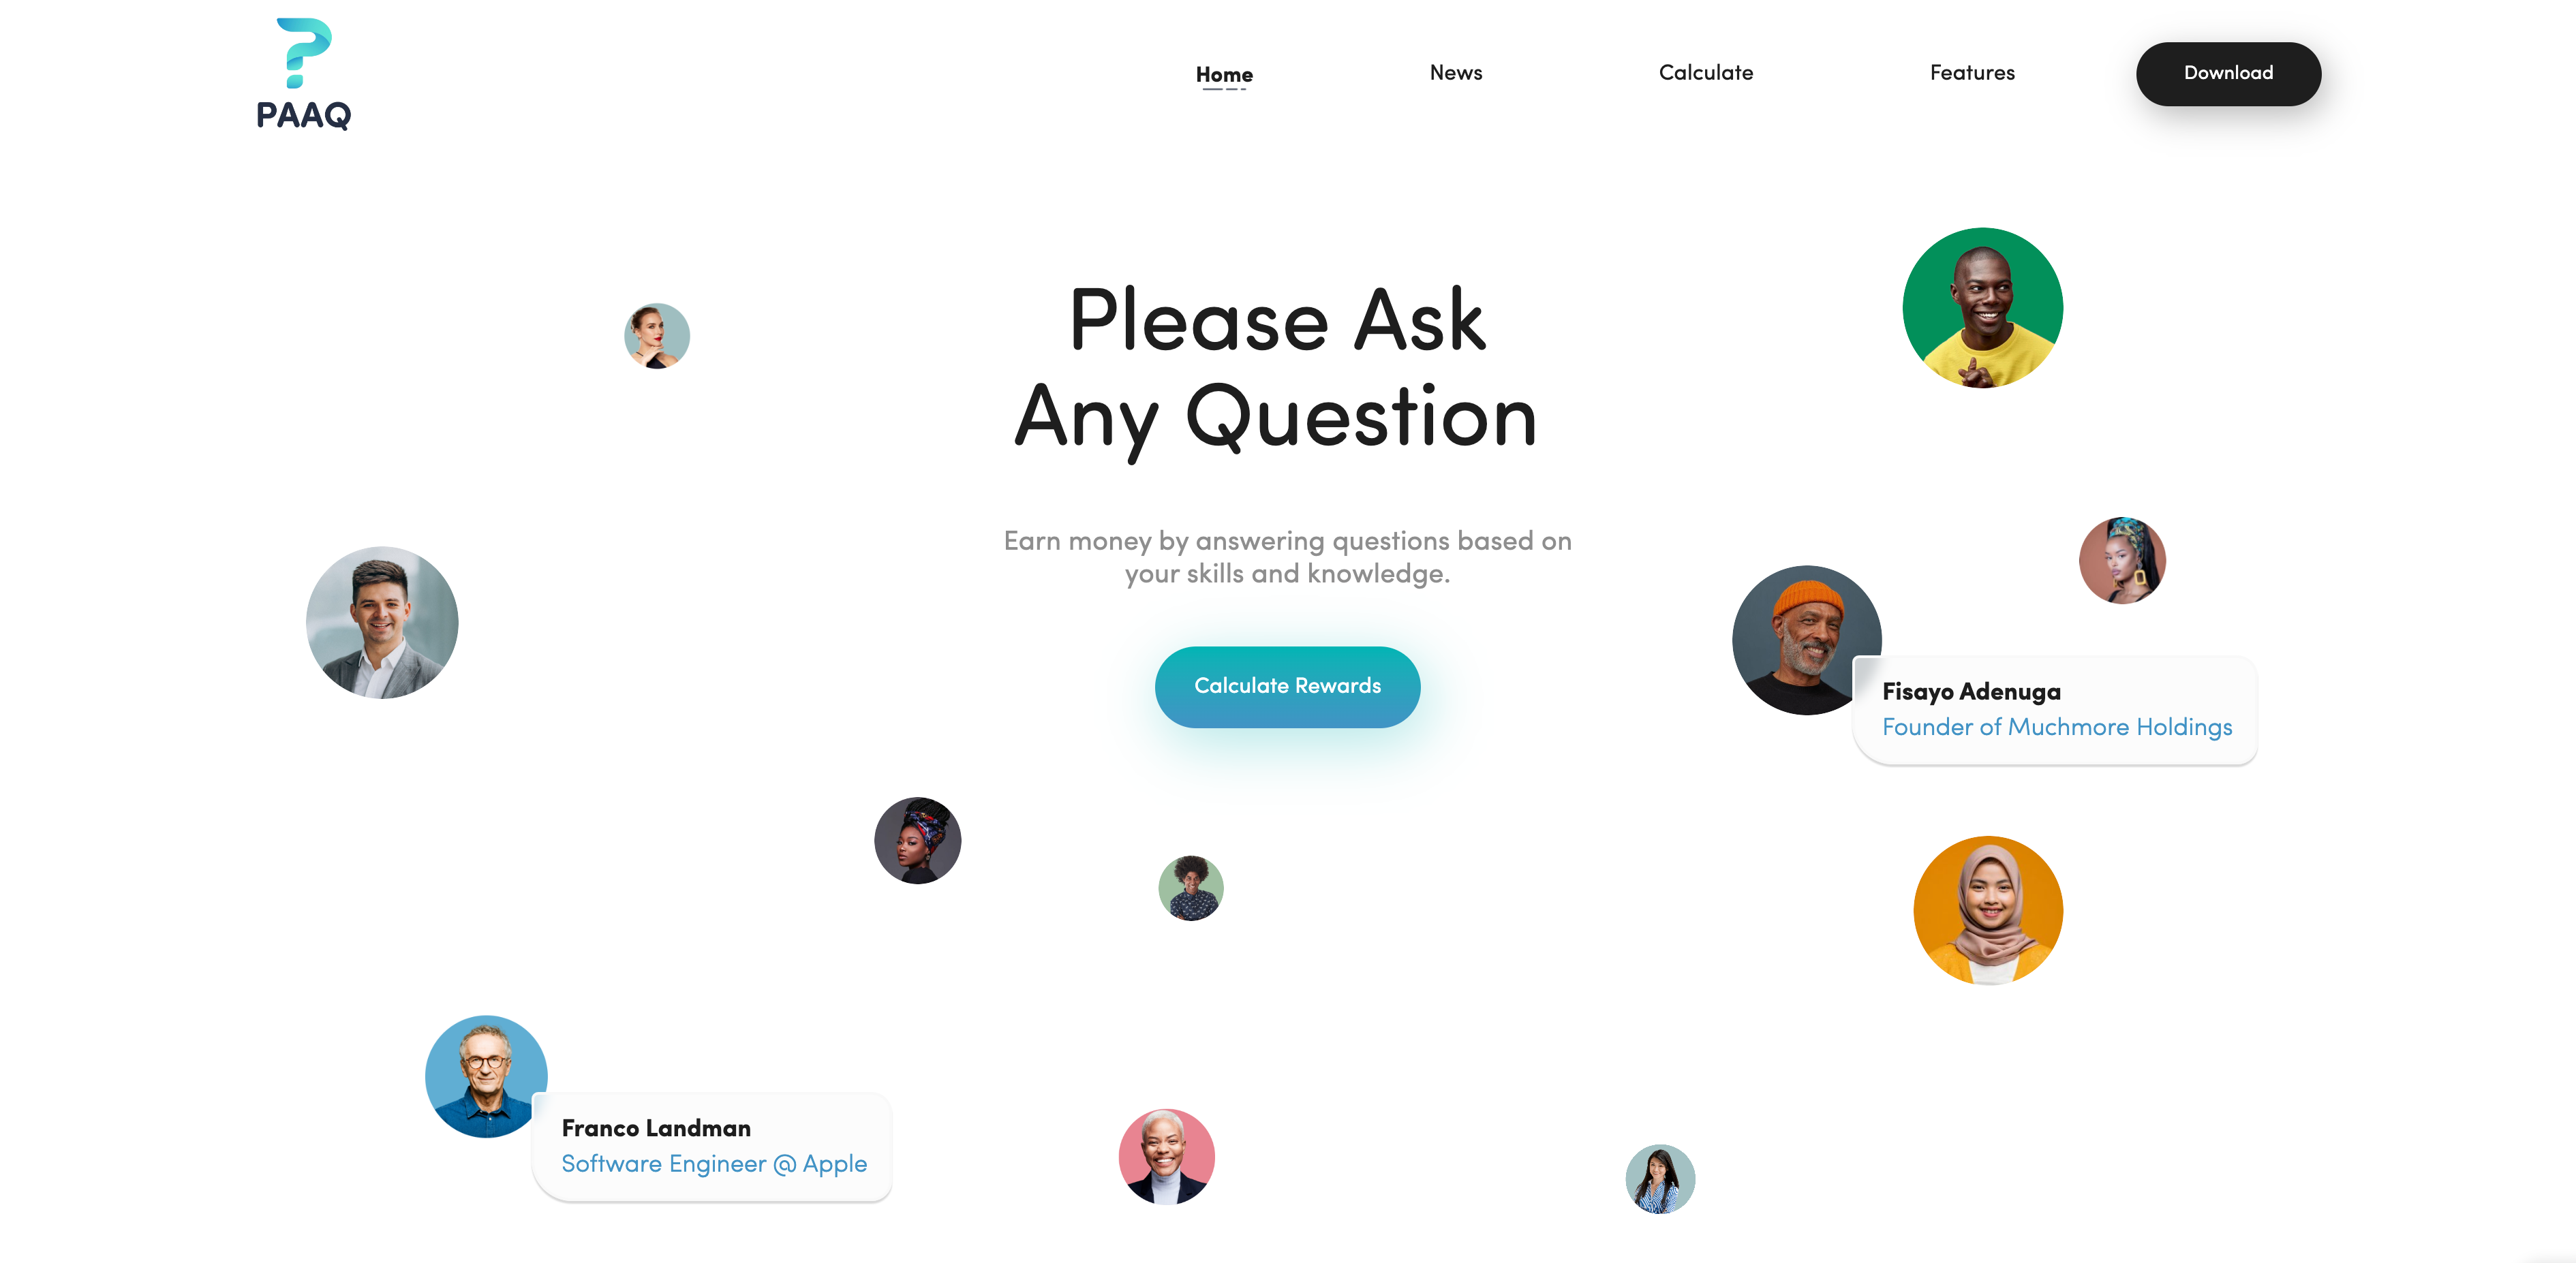 PAAQ
Home
News
Calculate
Features
Download
Please Ask
Any Question
Earn money by answering questions based on
your skills and knowledge.
Calculate Rewards
Fisayo Adenuga
Founder of Muchmore Holdings
Franco Landman
Software Engineer @ Apple